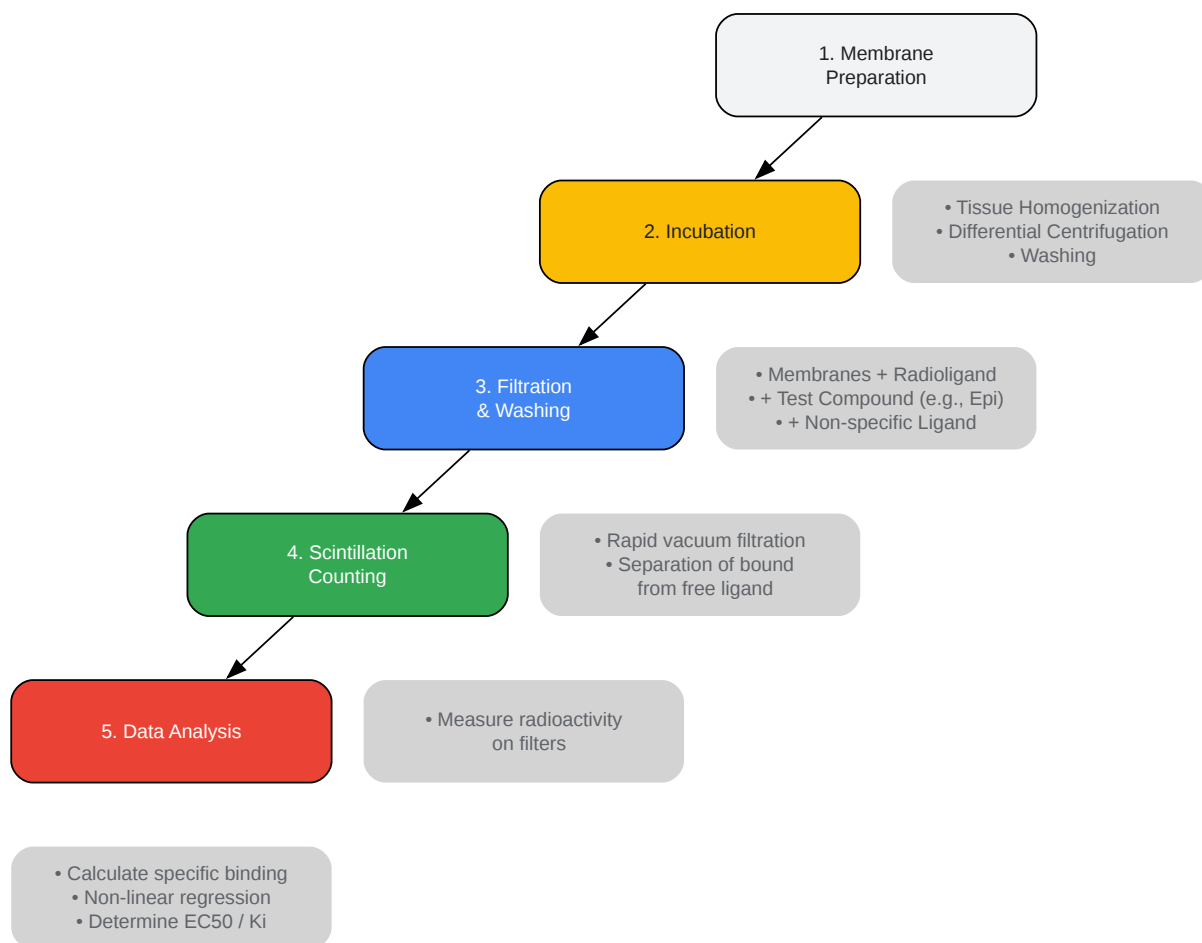 1. Membrane
Preparation
2. Incubation
• Tissue Homogenization
• Differential Centrifugation
• Washing
3. Filtration
& Washing
• Membranes + Radioligand
• + Test Compound (e.g., Epi)
• + Non-specific Ligand
4. Scintillation
Counting
• Rapid vacuum filtration
• Separation of bound
from free ligand
5. Data Analysis
• Measure radioactivity
on filters
• Calculate specific binding
• Non-linear regression
• Determine EC50 / Ki